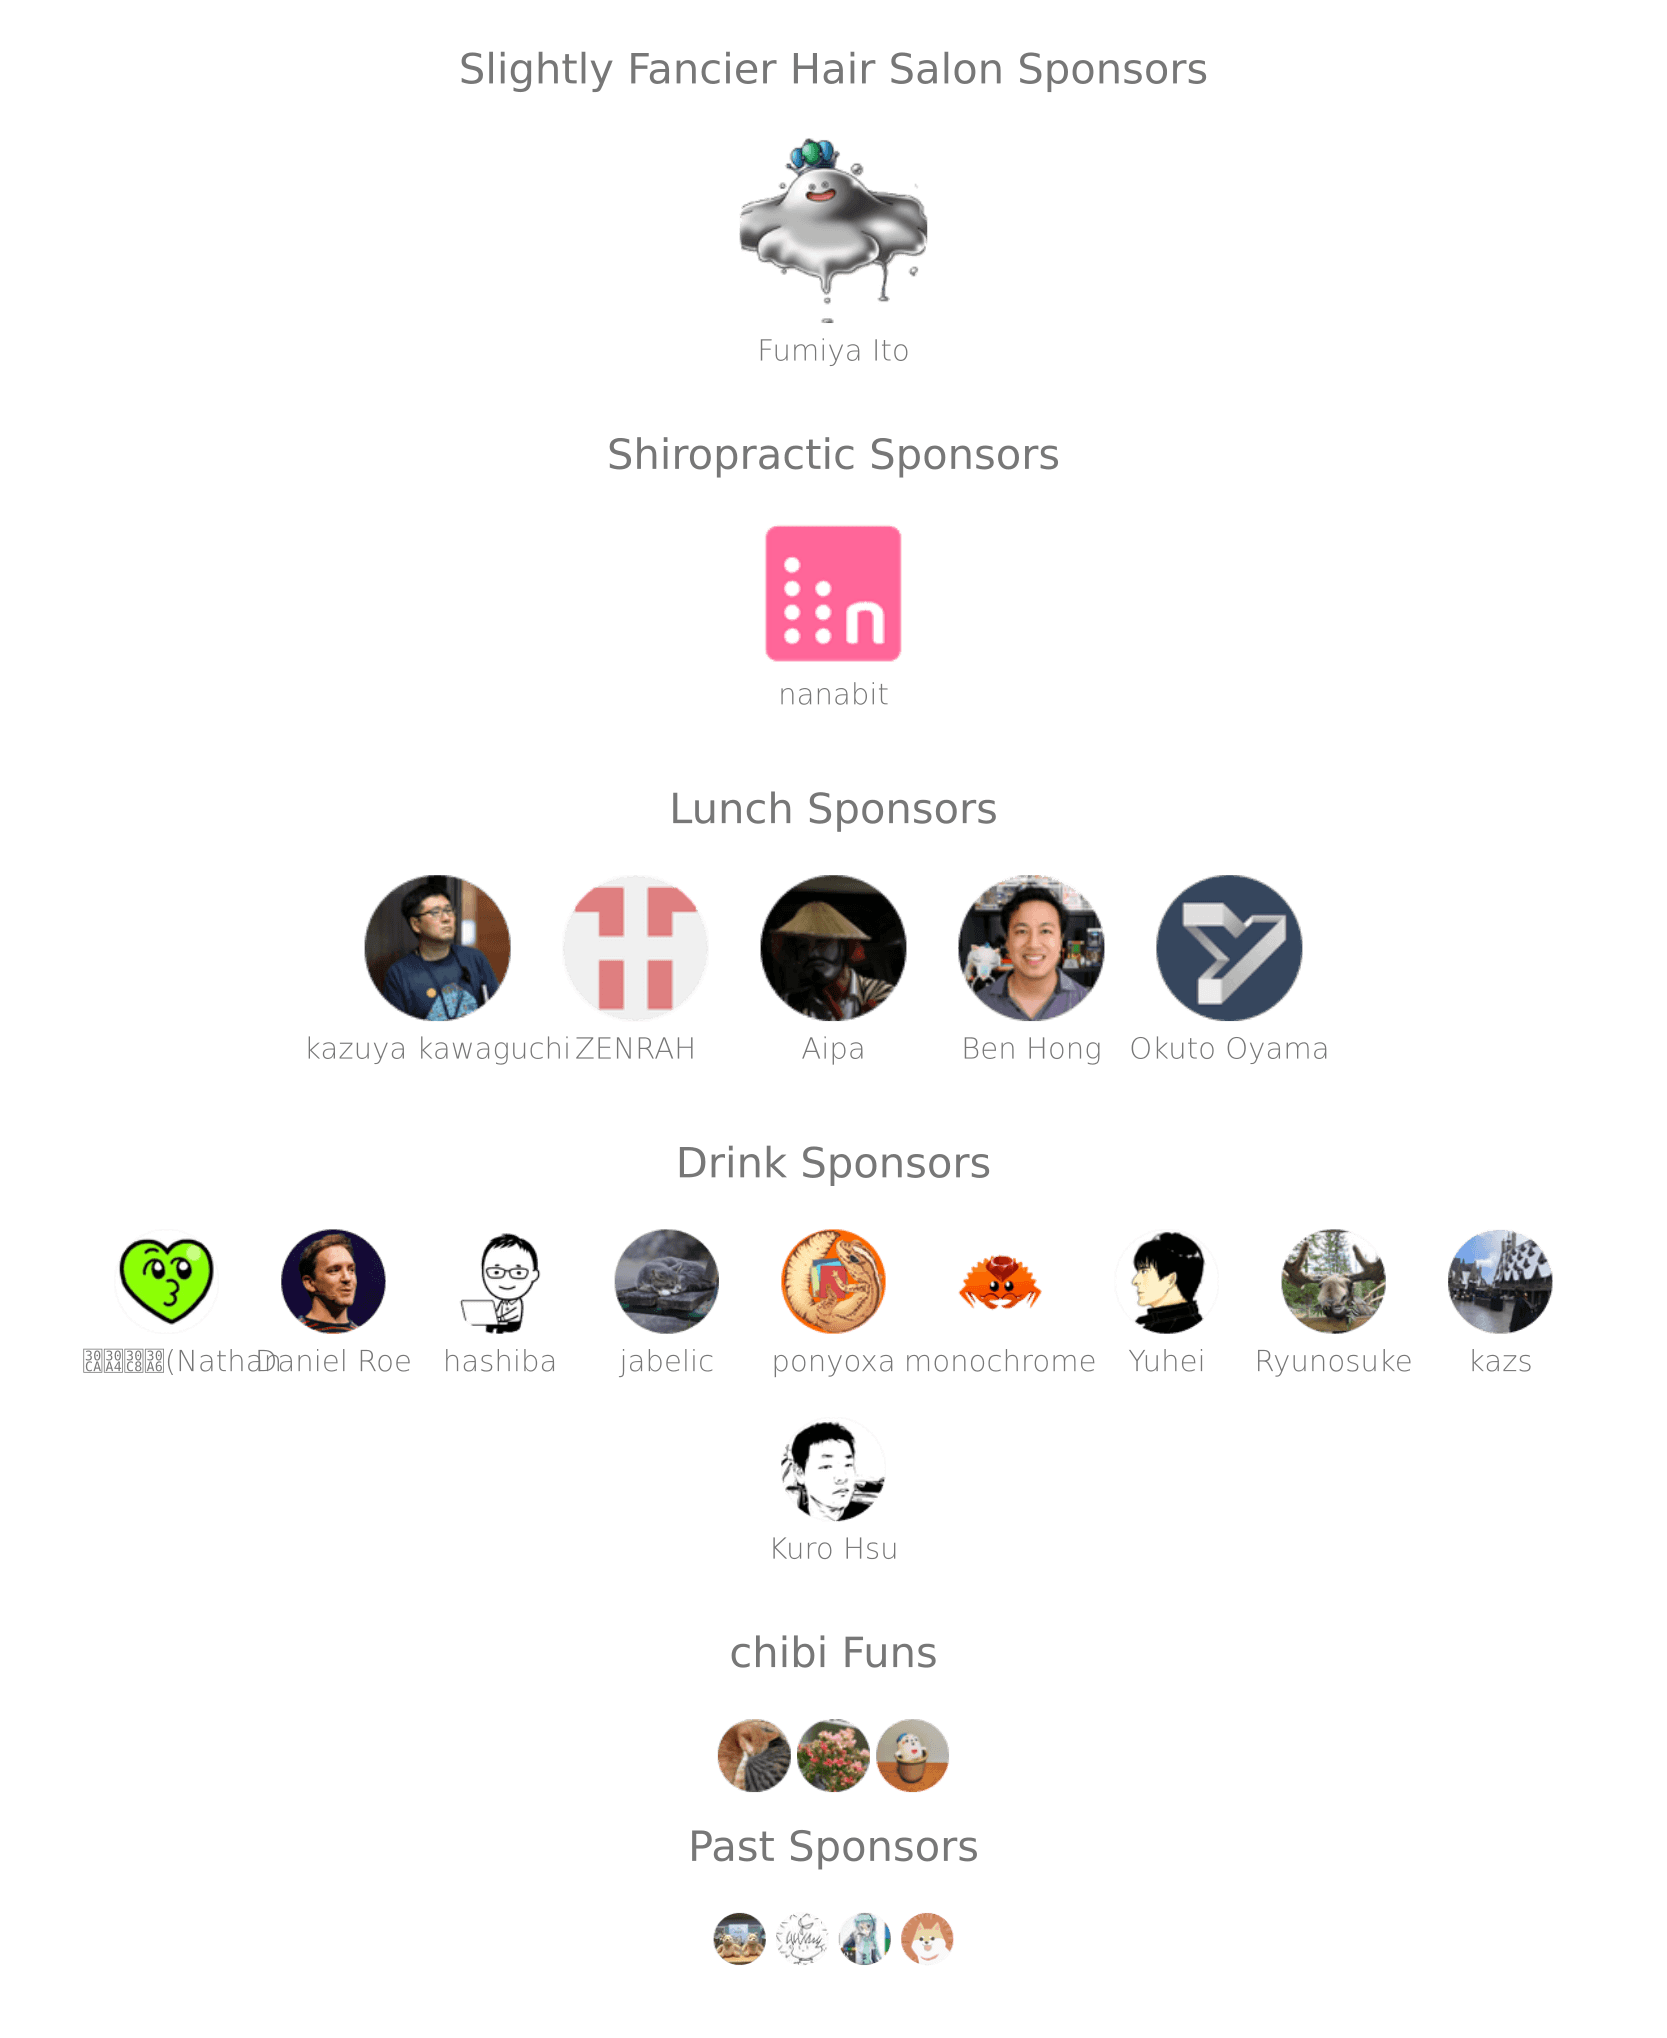 Slightly Fancier Hair Salon Sponsors
Fumiya Ito
Shiropractic Sponsors
n
nanabit
Lunch Sponsors
kazuya kawaguchi ZENRAH Aipa Ben Hong Okuto Oyama
Drink Sponsors
(Nathan Daniel Roe hashiba jabelic ponyoxa monochrome Yuhei Ryunosuke kazs
Kuro Hsu
chibi Funs
Past Sponsors